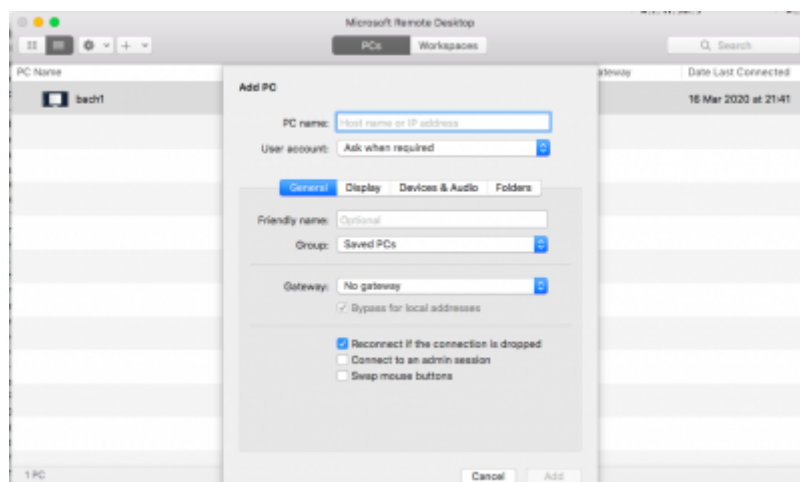 Microsoft Remote Desktop
PCs Workspaces Search
PC Name ateway Date Last Connected
bach1 16 Mar 2020 at 21:41
Add PC
PC name: Host name or IP address
User account: Ask when required
General Display Devices & Audio Folders
Friendly name: Optional
Group: Saved PCs
Gateway: No gateway
Bypass for local addresses
Reconnect if the connection is dropped
Connect to an admin session
Swap mouse buttons
1 PC Cancel Add